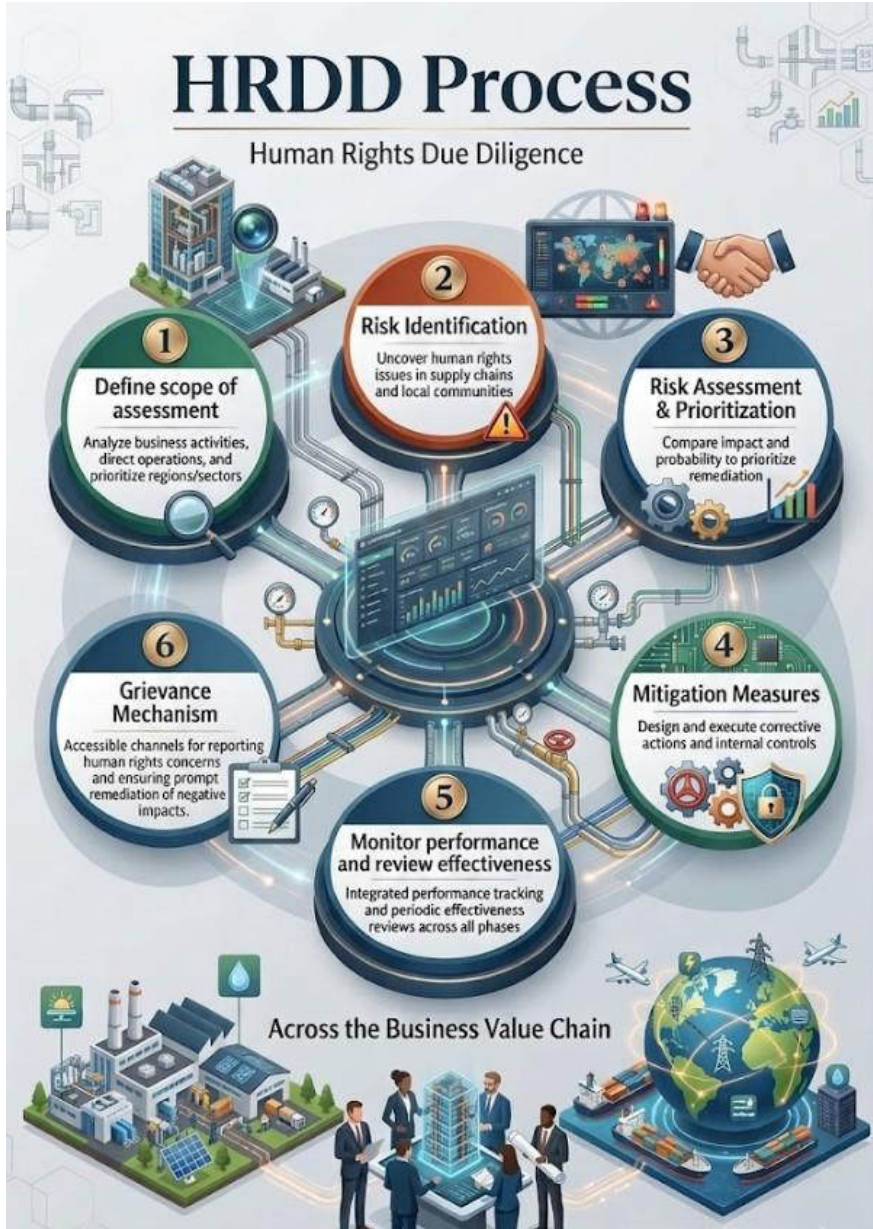 HRDD Process
Human Rights Due Diligence
1
Define scope of
assessment
Analyze business activities,
direct operations, and
prioritize regions/sectors
2
Risk Identification
Uncover human rights
issues in supply chains
and local communities
3
Risk Assessment
& Prioritization
Compare impact and
probability to prioritize
remediation
4
Mitigation Measures
Design and execute corrective
actions and internal controls
5
Monitor performance
and review effectiveness
Integrated performance tracking
and periodic effectiveness
reviews across all phases
6
Grievance
Mechanism
Accessible channels for reporting
human rights concerns
and ensuring prompt
remediation of negative
impacts.
Across the Business Value Chain